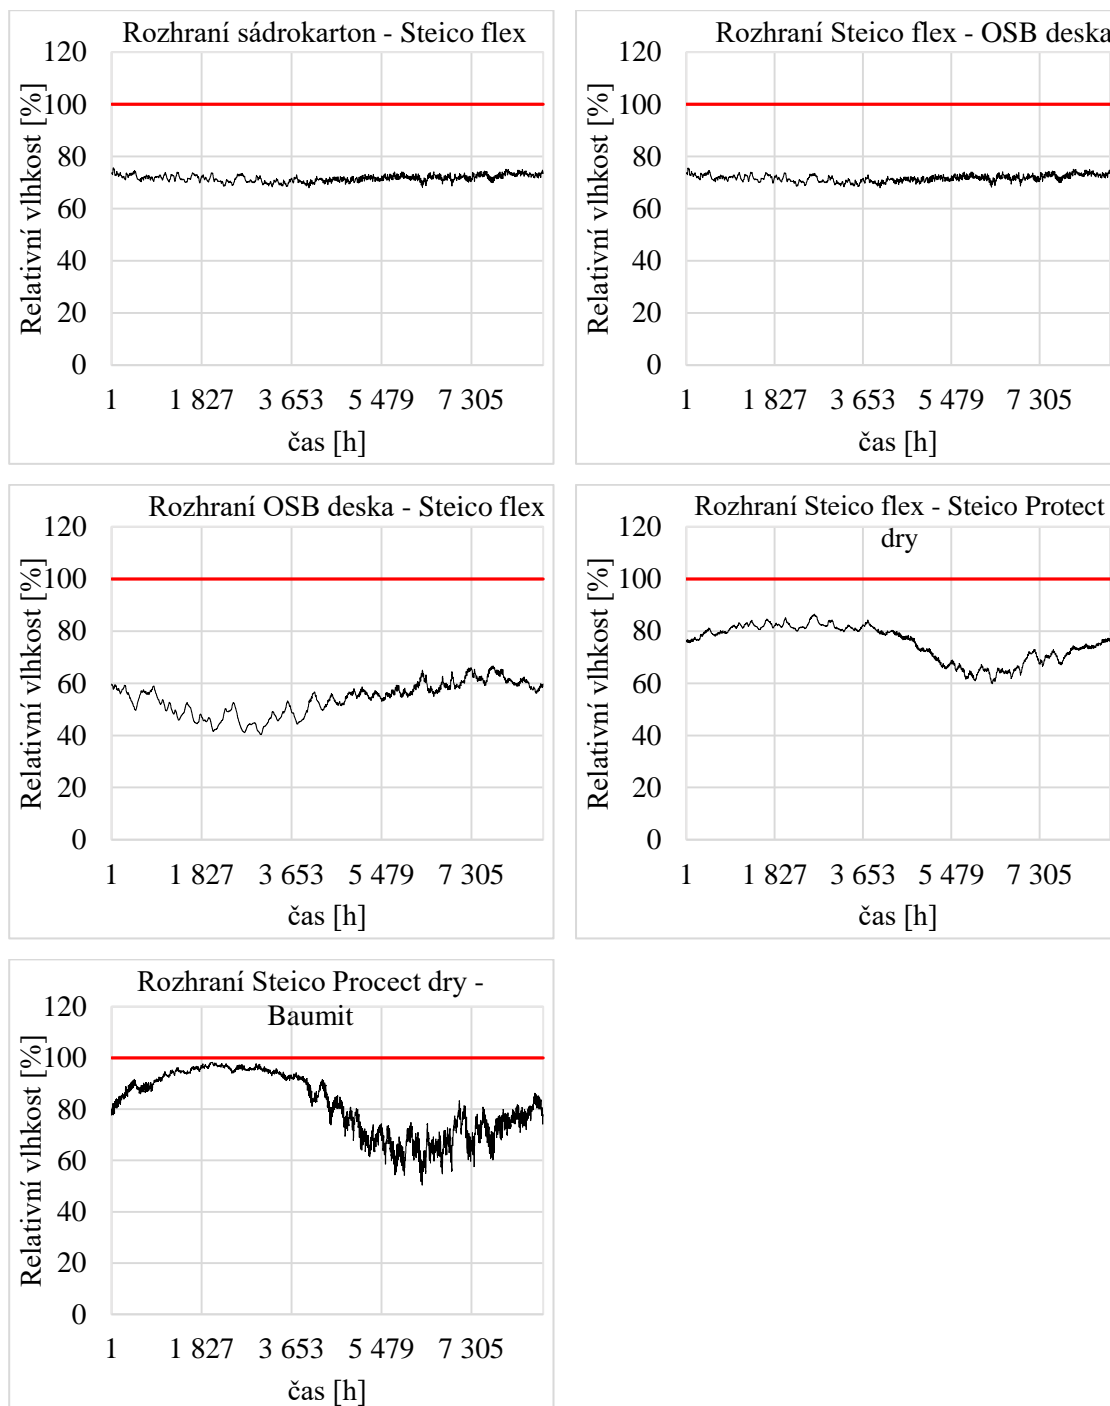 Rozhraní sádrokarton - Steico flex
Relativní vlhkost [%]
120
100
80
60
40
20
0
1 1 827 3 653 5 479 7 305
čas [h]
Rozhraní Steico flex - OSB deska
Relativní vlhkost [%]
120
100
80
60
40
20
0
1 1 827 3 653 5 479 7 305
čas [h]
Rozhraní OSB deska - Steico flex
Relativní vlhkost [%]
120
100
80
60
40
20
0
1 1 827 3 653 5 479 7 305
čas [h]
Rozhraní Steico flex - Steico Protect
dry
Relativní vlhkost [%]
120
100
80
60
40
20
0
1 1 827 3 653 5 479 7 305
čas [h]
Rozhraní Steico Procect dry -
Baumit
Relativní vlhkost [%]
120
100
80
60
40
20
0
1 1 827 3 653 5 479 7 305
čas [h]